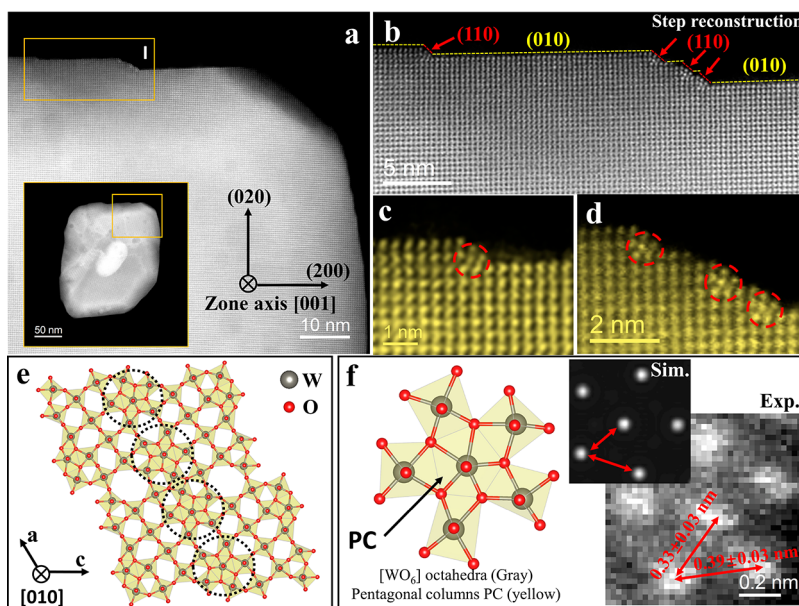 I
a
(020)
(200)
Zone axis [001]
10 nm
50 nm
b
Step reconstruction
(110)
(010)
(110)
(010)
5 nm
c
1 nm
d
2 nm
e
W
O
a
c
[010]
f
PC
[WO6] octahedra (Gray)
Pentagonal columns PC (yellow)
Sim.
Exp.
0.33±0.03 nm
0.29±0.03 nm
0.2 nm